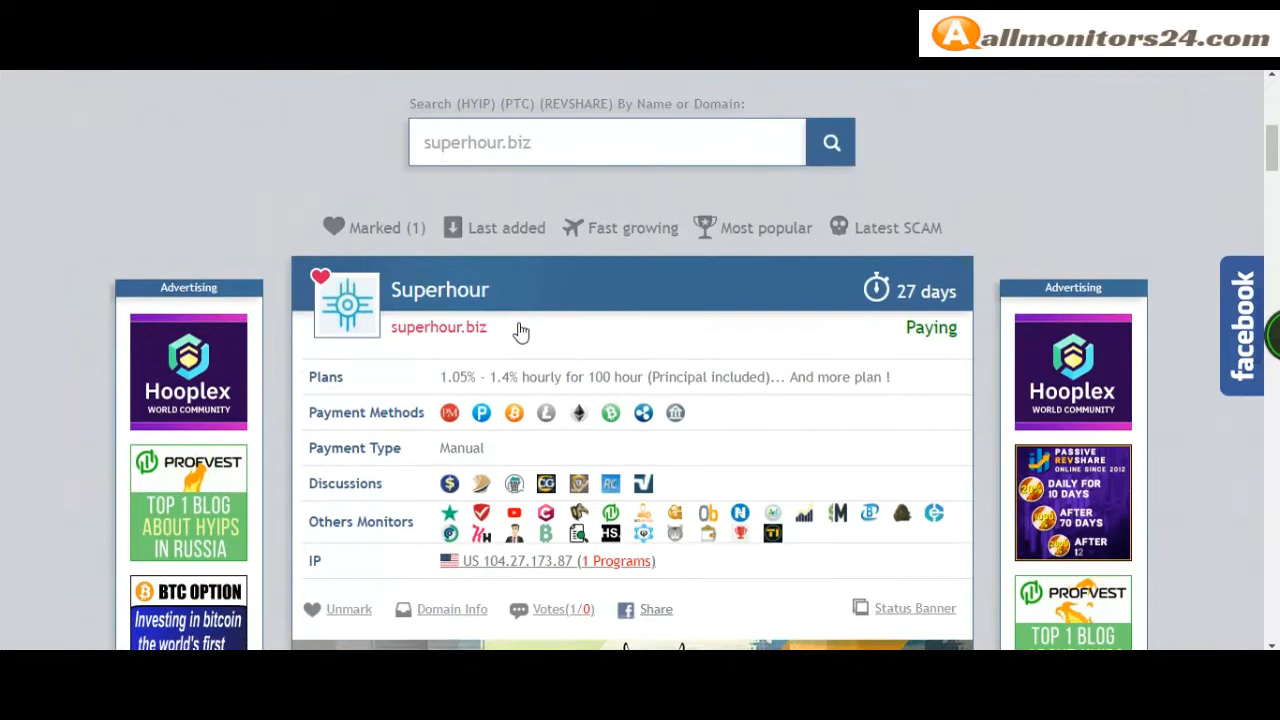 Aallmonitors24.com
Search (HYIP) (PTC) (REVSHARE) By Name or Domain:
superhour.biz
Marked (1) Last added Fast growing Most popular Latest SCAM
Superhour 27 days
superhour.biz Paying
Plans 1.05% - 1.4% hourly for 100 hour (Principal included)... And more plan !
Payment Methods
Payment Type Manual
Discussions
Others Monitors
IP US 104.27.173.87 (1 Programs)
Unmark Domain Info Votes(1/0) Share Status Banner
Advertising
Hooplex
WORLD COMMUNITY
PROFVEST
TOP 1 BLOG
ABOUT HYIPS
IN RUSSIA
BTC OPTION
Investing in bitcoin
the world's first
Advertising
Hooplex
WORLD COMMUNITY
PASSIVE
REVSHARE
ONLINE SINCE 2012
DAILY FOR
10 DAYS
AFTER
70 DAYS
AFTER
12
PROFVEST
TOP 1 BLOG
facebook